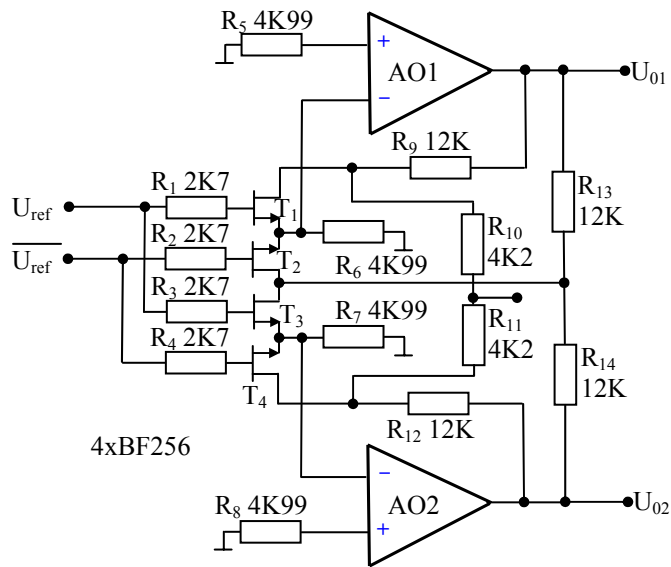 R5 4K99
+
AO1
−
U01
R9 12K
R1 2K7
Uref
T1
R13
12K
R2 2K7
R10
4K2
Uref
T2
R6 4K99
R3 2K7
T3
R7 4K99
R11
4K2
R4 2K7
R14
12K
T4
R12 12K
4xBF256
−
AO2
U02
R8 4K99
+